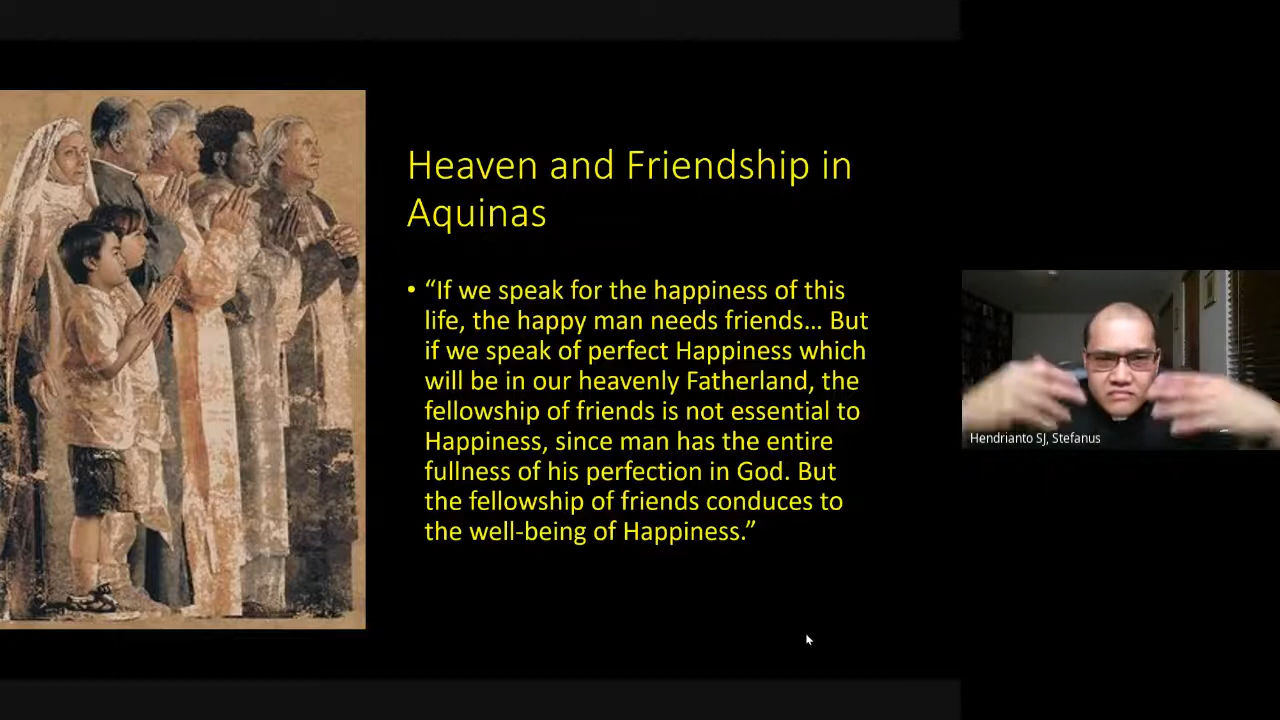 Heaven and Friendship in
Aquinas
• “If we speak for the happiness of this
life, the happy man needs friends… But
if we speak of perfect Happiness which
will be in our heavenly Fatherland, the
fellowship of friends is not essential to
Happiness, since man has the entire
fullness of his perfection in God. But
the fellowship of friends conduces to
the well-being of Happiness.”
Hendrianto SJ, Stefanus